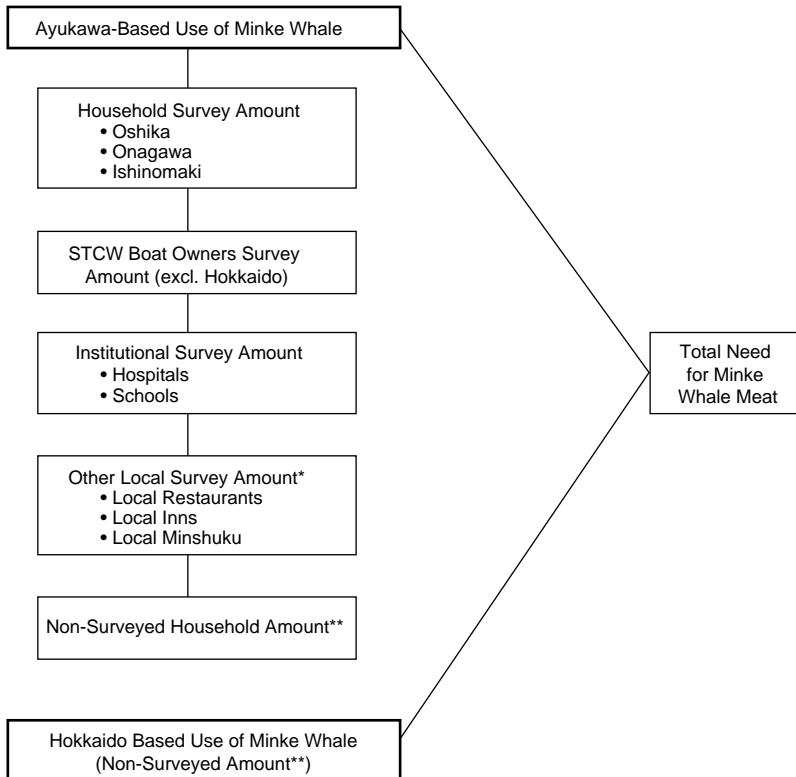 Ayukawa-Based Use of Minke Whale
Household Survey Amount
• Oshika
• Onagawa
• Ishinomaki
STCW Boat Owners Survey
Amount (excl. Hokkaido)
Institutional Survey Amount
• Hospitals
• Schools
Other Local Survey Amount*
• Local Restaurants
• Local Inns
• Local Minshuku
Non-Surveyed Household Amount**
Hokkaido Based Use of Minke Whale
(Non-Surveyed Amount**)
Total Need
for Minke
Whale Meat